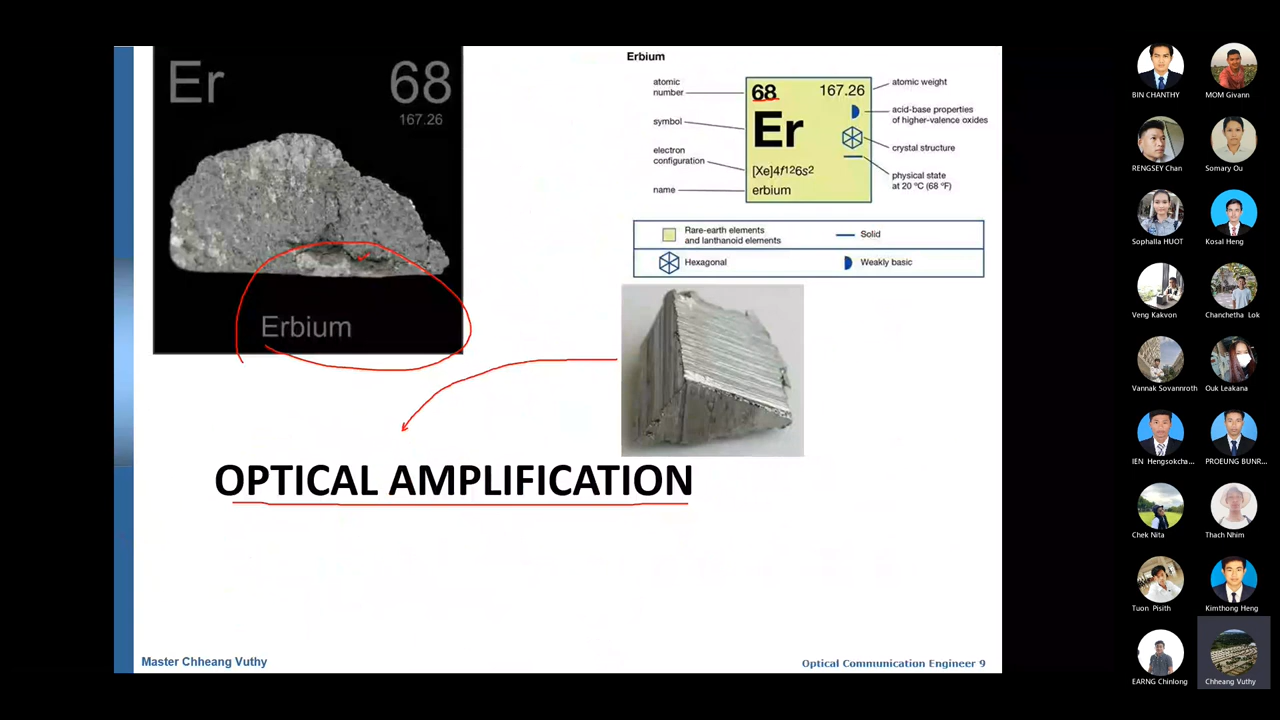 Er 68
167.26
Erbium
Erbium
atomic
number
symbol
electron
configuration
name
68 167.26
Er
[Xe]4f126s2
erbium
atomic weight
acid-base properties
of higher-valence oxides
crystal structure
physical state
at 20 °C (68 °F)
Rare-earth elements
and lanthanoid elements
Solid
Hexagonal
Weakly basic
OPTICAL AMPLIFICATION
Master Chheang Vuthy
Optical Communication Engineer 9
BIN CHANTHY
MOM Givann
RENGSEY Chan
Somary Ou
Sophalla HUOT
Kosal Heng
Veng Kakvon
Chanchetha Lok
Vannak Sovannroth
Ouk Leakana
IEN Hengsokcha...
PROEUNG BUNR...
Chek Nita
Thach Nhim
Tuon Pisith
Kimthong Heng
EARNG Chinlong
Chheang Vuthy